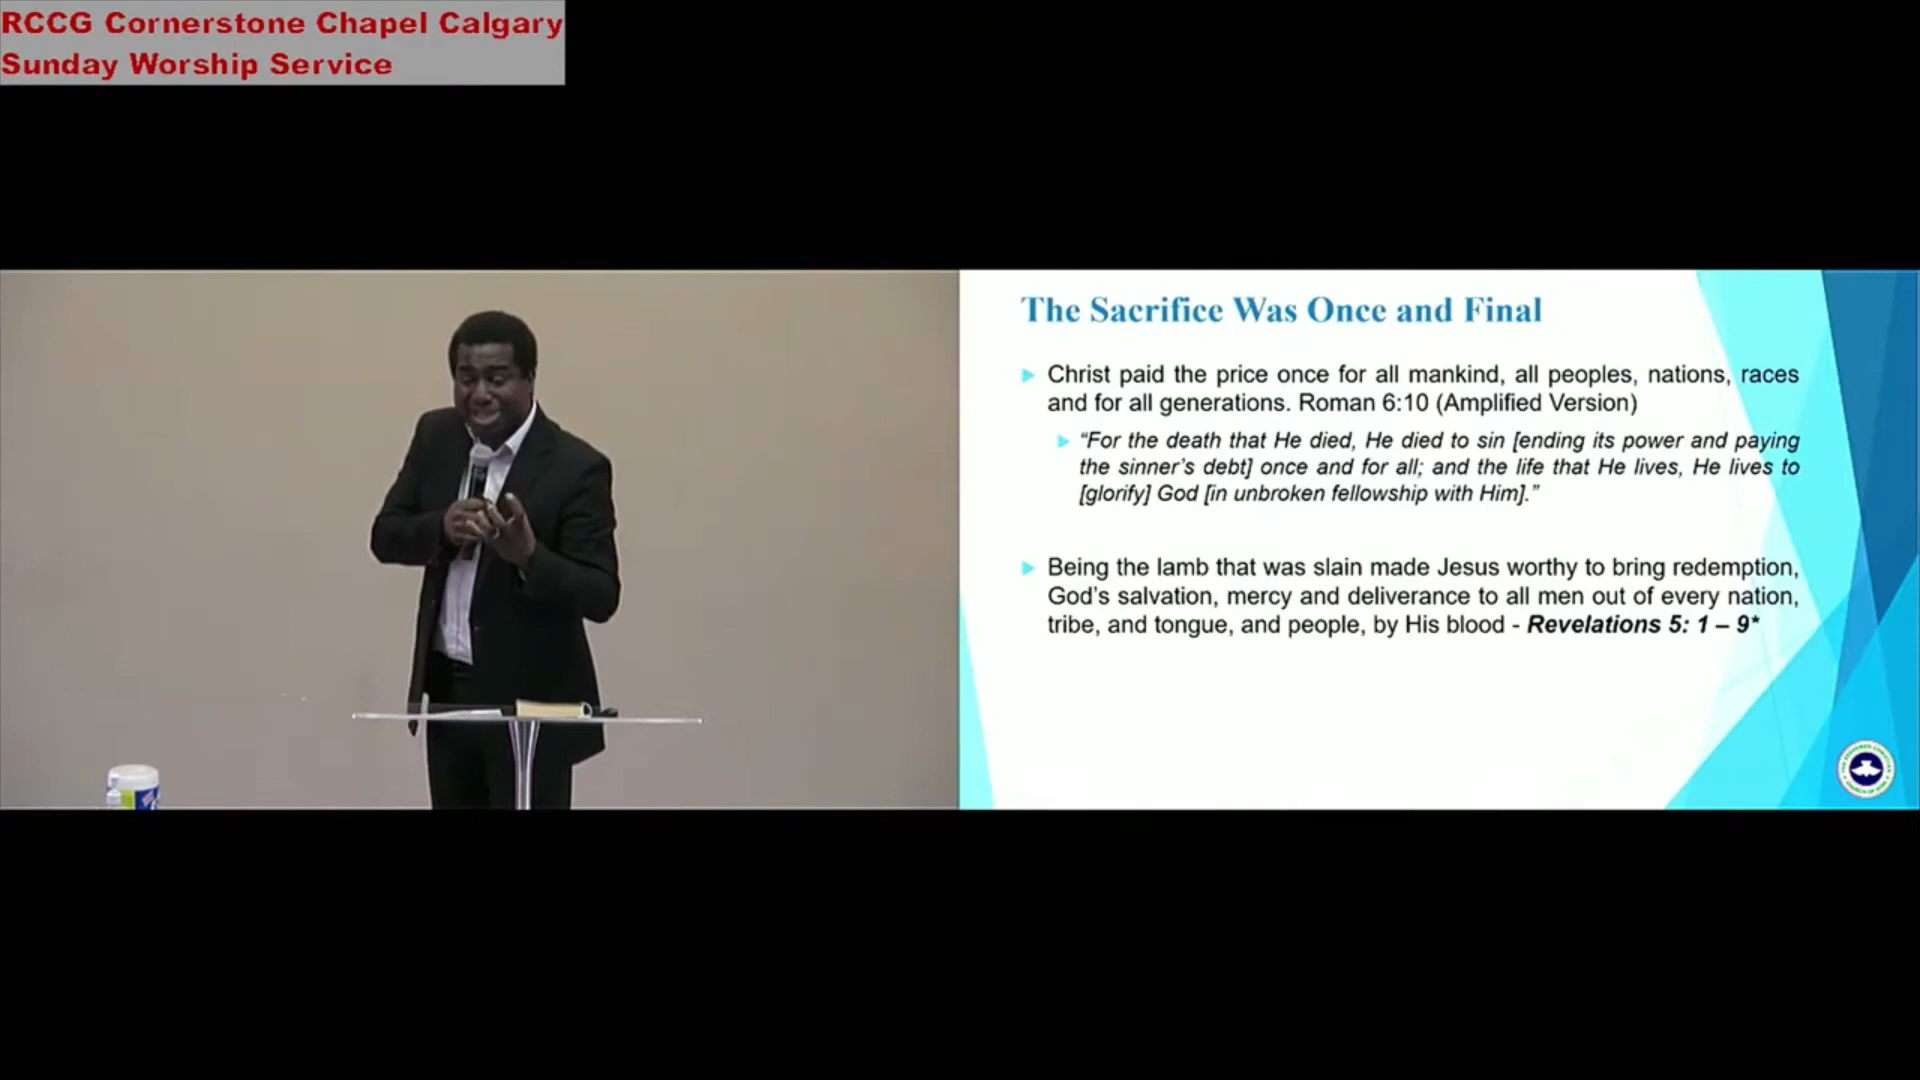 RCCG Cornerstone Chapel Calgary
Sunday Worship Service
The Sacrifice Was Once and Final
Christ paid the price once for all mankind, all peoples, nations, races
and for all generations. Roman 6:10 (Amplified Version)
“For the death that He died, He died to sin [ending its power and paying
the sinner’s debt] once and for all; and the life that He lives, He lives to
[glorify] God [in unbroken fellowship with Him].”
Being the lamb that was slain made Jesus worthy to bring redemption,
God’s salvation, mercy and deliverance to all men out of every nation,
tribe, and tongue, and people, by His blood - Revelations 5: 1 – 9*